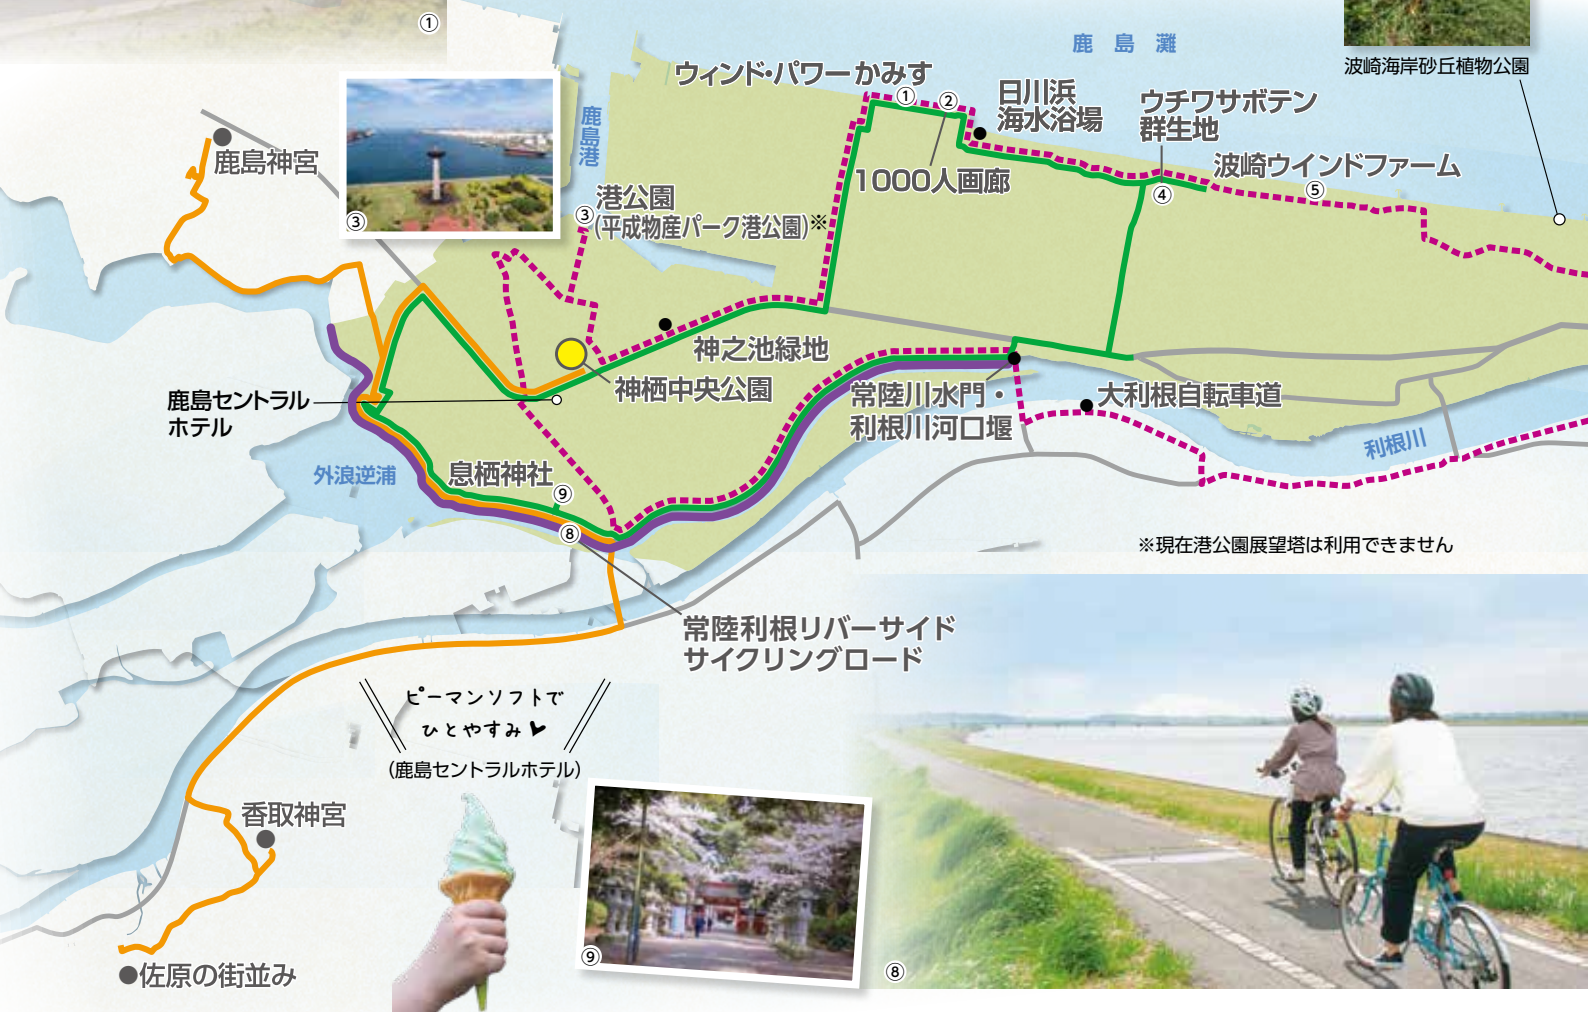 ①
鹿島灘
波崎海岸砂丘植物公園
ウィンド・パワーかみす
①
②
日川浜
海水浴場
ウチワサボテン
群生地
鹿島港
鹿島神宮
1000人画廊
波崎ウインドファーム
⑤
④
③
港公園
③
(平成物産パーク港公園)※
神之池緑地
神栖中央公園
鹿島セントラル
ホテル
常陸川水門・
利根川河口堰
大利根自転車道
利根川
外浪逆浦
息栖神社
⑨
⑧
※現在港公園展望塔は利用できません
常陸利根リバーサイド
サイクリングロード
ピーマンソフトで
ひとやすみ
(鹿島セントラルホテル)
香取神宮
⑨
⑧
●佐原の街並み